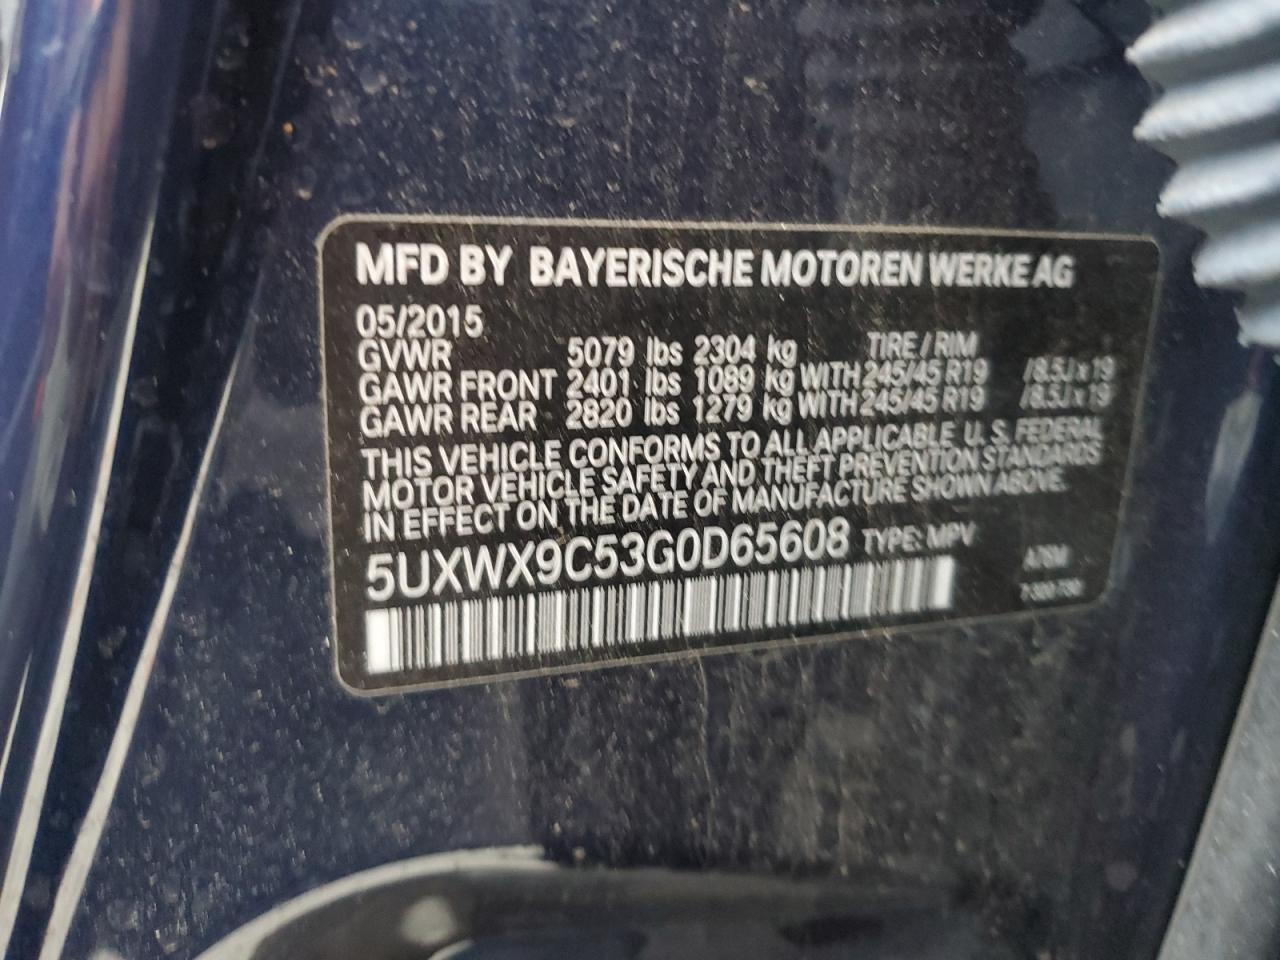 MFD BY BAYERISCHE MOTOREN WERKE AG
05/2015
GVWR 5079 lbs 2304 kg TIRE / RIM
GAWR FRONT 2401 lbs 1089 kg WITH 245/45 R19 /8.5J x 19
GAWR REAR 2820 lbs 1279 kg WITH 245/45 R19 /8.5J x 19
THIS VEHICLE CONFORMS TO ALL APPLICABLE U. S. FEDERAL
MOTOR VEHICLE SAFETY AND THEFT PREVENTION STANDARDS
IN EFFECT ON THE DATE OF MANUFACTURE SHOWN ABOVE.
5UXWX9C53G0D65608 TYPE: MPV